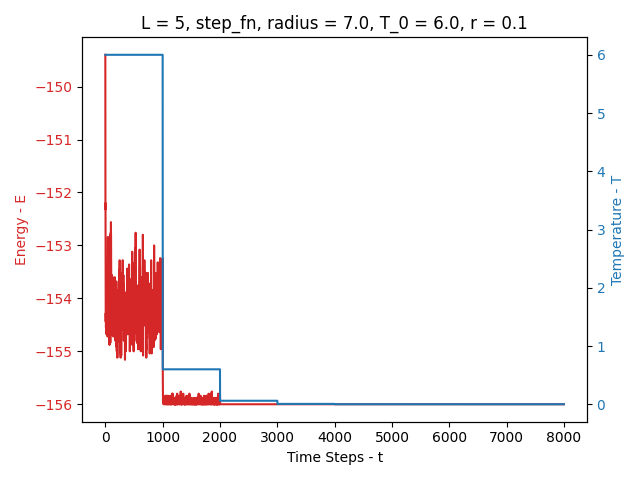 L = 5, step_fn, radius = 7.0, T_0 = 6.0, r = 0.1
Energy - E
−150
−151
−152
−153
−154
−155
−156
6
5
4
3
2
1
0
Temperature - T
0 1000 2000 3000 4000 5000 6000 7000 8000
Time Steps - t